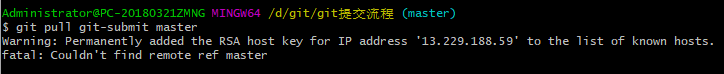 Administrator@PC-20180321ZMNG MINGW64 /d/git/git提交流程 (master)
$ git pull git-submit master
Warning: Permanently added the RSA host key for IP address '13.229.188.59' to the list of known hosts.
fatal: Couldn't find remote ref master